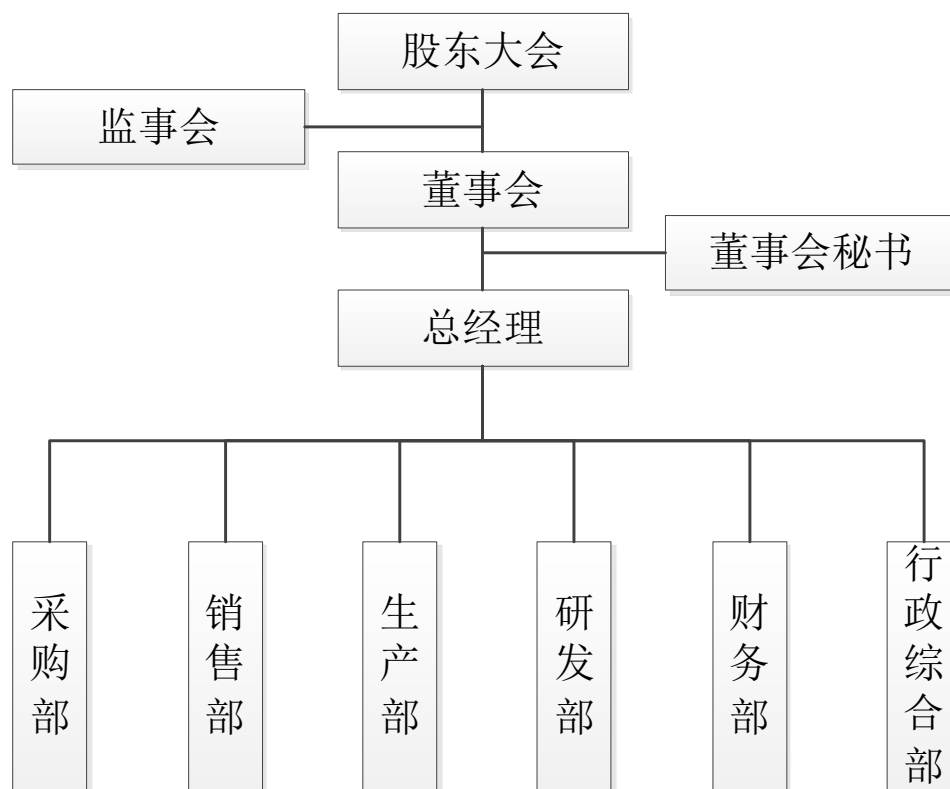 股东大会
监事会
董事会
董事会秘书
总经理
采购部
销售部
生产部
研发部
财务部
行政综合部